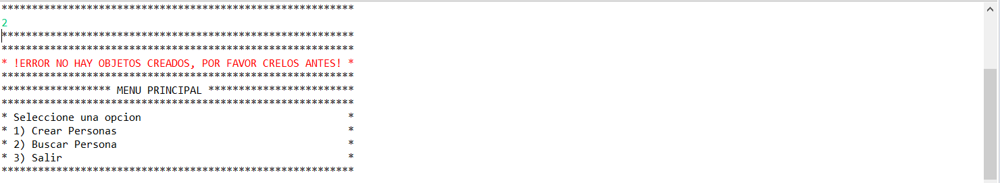 **********************************************************
2
**********************************************************
**********************************************************
* !ERROR NO HAY OBJETOS CREADOS, POR FAVOR CRELOS ANTES! *
**********************************************************
****************** MENU PRINCIPAL ************************
**********************************************************
* Seleccione una opcion                                  *
* 1) Crear Personas                                      *
* 2) Buscar Persona                                      *
* 3) Salir                                               *
**********************************************************